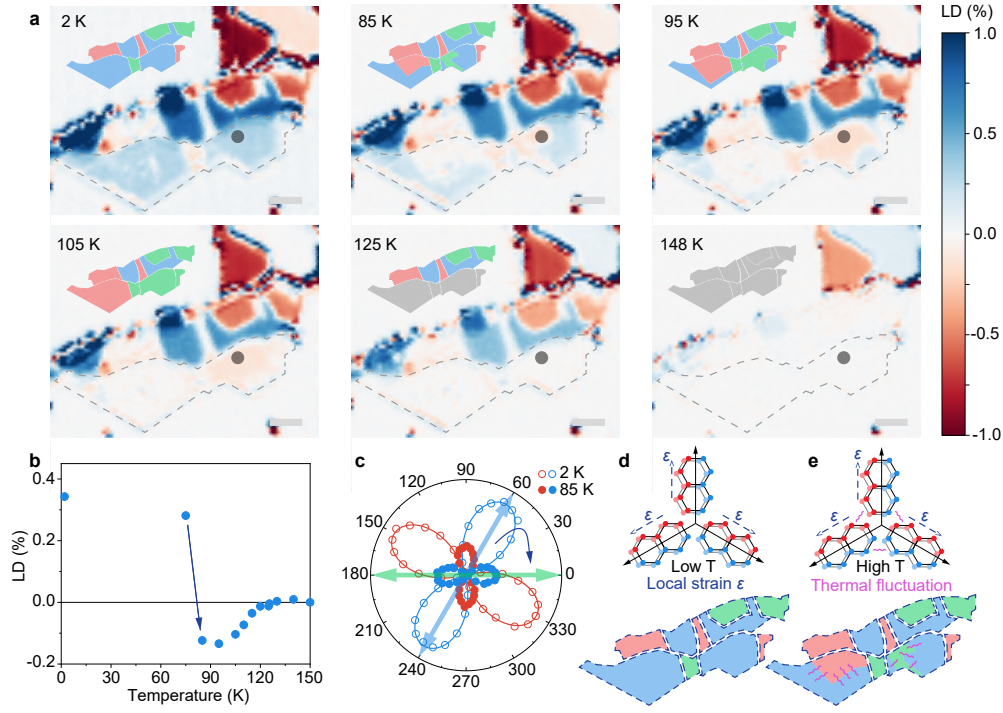 a
2 K
85 K
95 K
LD (%)
1.0
0.5
0.0
-0.5
-1.0
105 K
125 K
148 K
b
LD (%)
0.4
0.2
0.0
-0.2
0
30
60
90
120
150
Temperature (K)
c
2 K
85 K
90
60
30
0
330
300
270
240
210
180
150
120
d
ε
ε
ε
Low T
Local strain ε
e
ε
ε
ε
High T
Thermal fluctuation